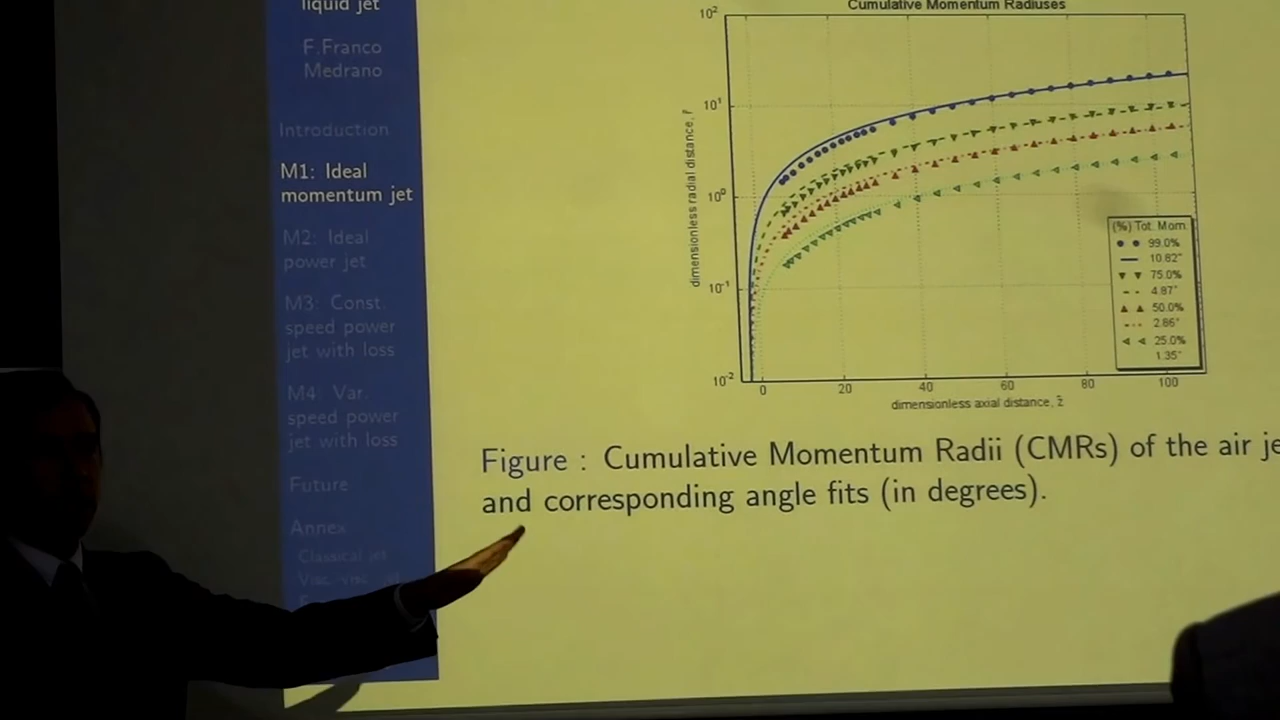 liquid jet
F.Franco
Medrano
Introduction
M1: Ideal
momentum jet
M2: Ideal
power jet
M3: Const.
speed power
jet with loss
M4: Var.
speed power
jet with loss
Future
Annex
Classical jet
Cumulative Momentum Radiuses
dimensionless radial distance, r̄
10²
10¹
10⁰
10⁻¹
10⁻²
0 20 40 60 80 100
dimensionless axial distance, z̄
(%) Tot. Mom.
99.0%
10.82°
75.0%
4.87°
50.0%
2.86°
25.0%
1.35°
Figure : Cumulative Momentum Radii (CMRs) of the air je
and corresponding angle fits (in degrees).